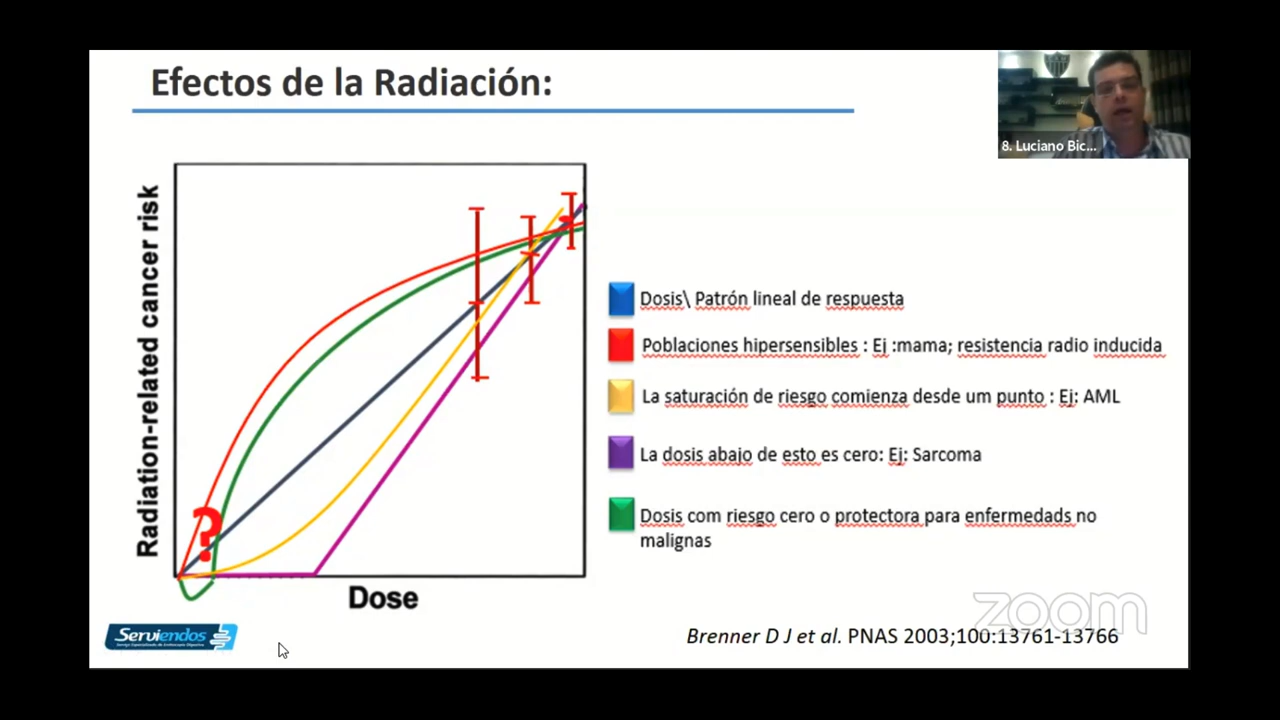 Efectos de la Radiación:
8. Luciano Bic...
Radiation-related cancer risk
?
Dose
Dosis\ Patrón lineal de respuesta
Poblaciones hipersensibles : Ej :mama; resistencia radio inducida
La saturación de riesgo comienza desde um punto : Ej: AML
La dosis abajo de esto es cero: Ej: Sarcoma
Dosis com riesgo cero o protectora para enfermedads no
malignas
Serviendos
zoom
Brenner D J et al. PNAS 2003;100:13761-13766